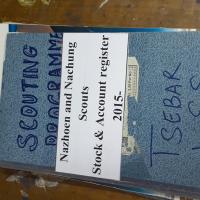 SCOUTING
PROGRAMME
Nazhoen and Nachung
Scouts
Stock & Account register
2015-
TSEBAR